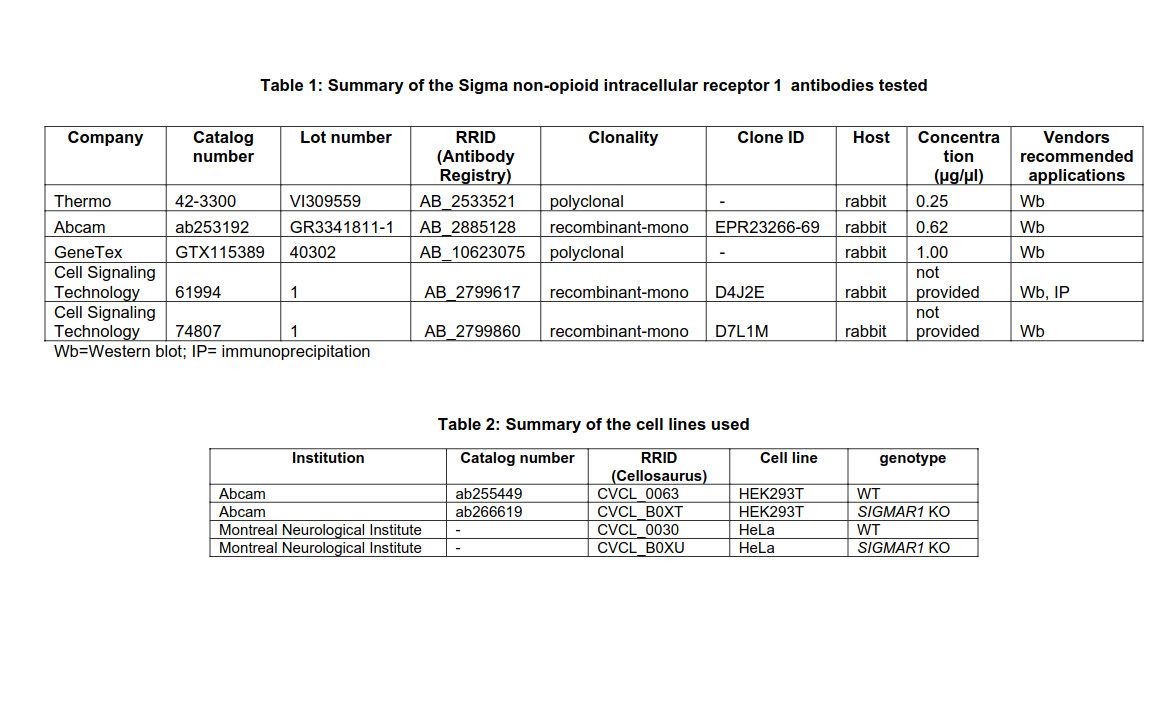 Table 1: Summary of the Sigma non-opioid intracellular receptor 1 antibodies tested
Company Catalog number Lot number RRID (Antibody Registry) Clonality Clone ID Host Concentra tion (µg/µl) Vendors recommended applications
Thermo 42-3300 VI309559 AB_2533521 polyclonal - rabbit 0.25 Wb
Abcam ab253192 GR3341811-1 AB_2885128 recombinant-mono EPR23266-69 rabbit 0.62 Wb
GeneTex GTX115389 40302 AB_10623075 polyclonal - rabbit 1.00 Wb
Cell Signaling Technology 61994 1 AB_2799617 recombinant-mono D4J2E rabbit not provided Wb, IP
Cell Signaling Technology 74807 1 AB_2799860 recombinant-mono D7L1M rabbit not provided Wb
Wb=Western blot; IP= immunoprecipitation
Table 2: Summary of the cell lines used
Institution Catalog number RRID (Cellosaurus) Cell line genotype
Abcam ab255449 CVCL_0063 HEK293T WT
Abcam ab266619 CVCL_B0XT HEK293T SIGMAR1 KO
Montreal Neurological Institute - CVCL_0030 HeLa WT
Montreal Neurological Institute - CVCL_B0XU HeLa SIGMAR1 KO